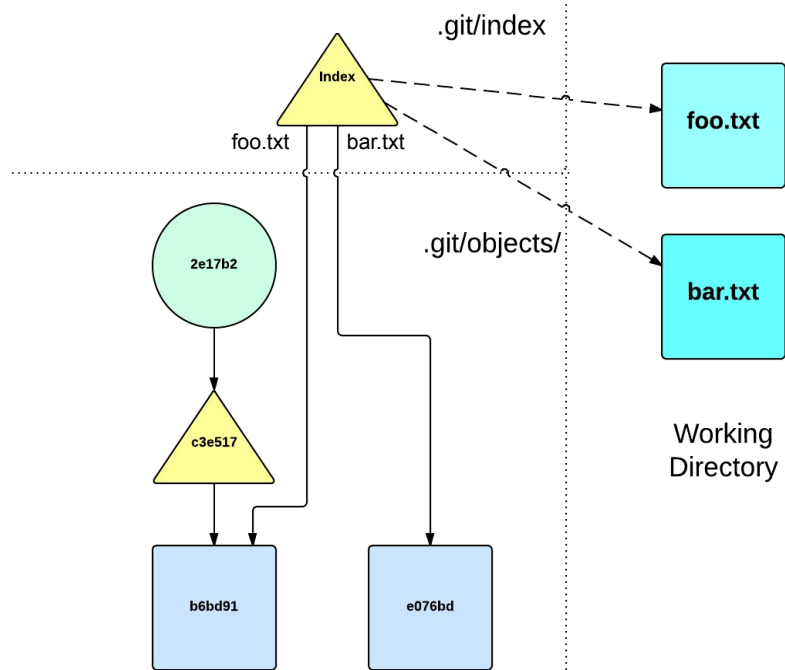 .git/index
Index
foo.txt
foo.txt
bar.txt
2e17b2
.git/objects/
bar.txt
c3e517
Working
Directory
b6bd91
e076bd